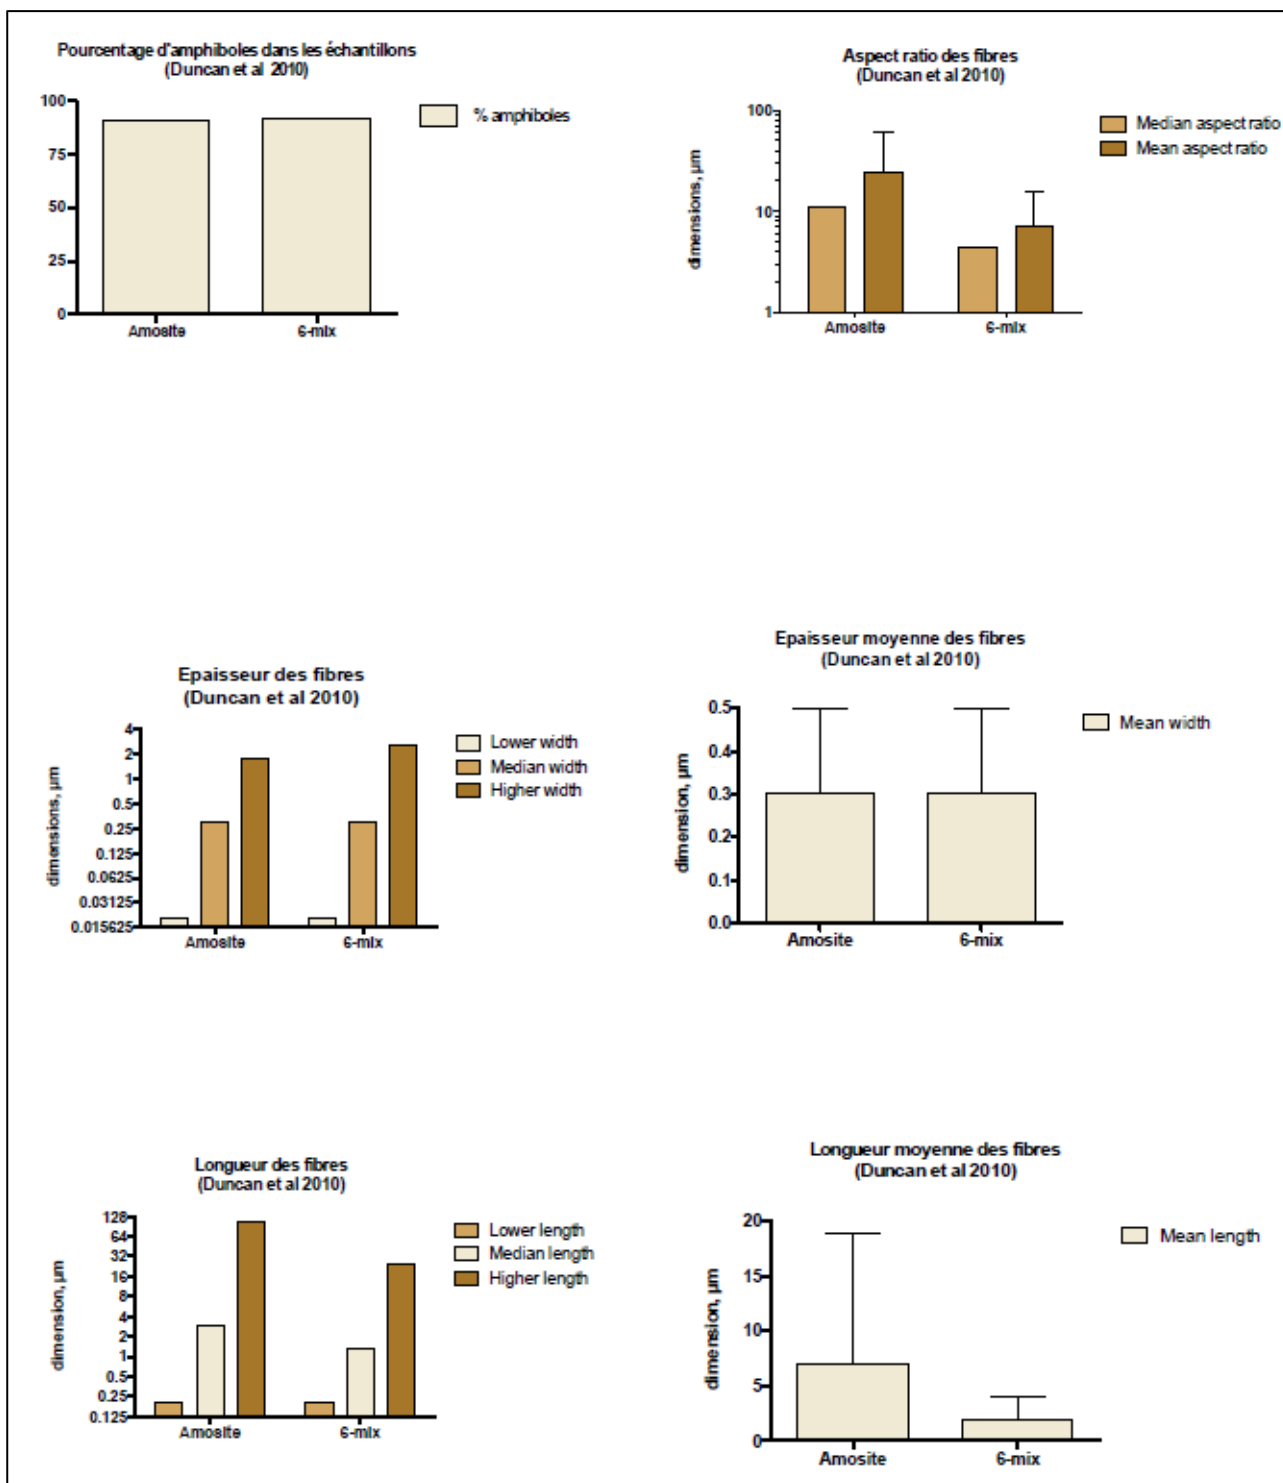 Pourcentage d'amphiboles dans les échantillons
(Duncan et al 2010)
100
75
50
25
0
Amosite
6-mix
% amphiboles
Aspect ratio des fibres
(Duncan et al 2010)
dimensions, µm
100
10
1
Amosite
6-mix
Median aspect ratio
Mean aspect ratio
Epaisseur des fibres
(Duncan et al 2010)
dimensions, µm
4
2
1
0.5
0.25
0.125
0.0625
0.03125
0.015625
Amosite
6-mix
Lower width
Median width
Higher width
Epaisseur moyenne des fibres
(Duncan et al 2010)
dimension, µm
0.5
0.4
0.3
0.2
0.1
0.0
Amosite
6-mix
Mean width
Longueur des fibres
(Duncan et al 2010)
dimension, µm
128
64
32
16
8
4
2
1
0.5
0.25
0.125
Amosite
6-mix
Lower length
Median length
Higher length
Longueur moyenne des fibres
(Duncan et al 2010)
dimension, µm
20
15
10
5
0
Amosite
6-mix
Mean length